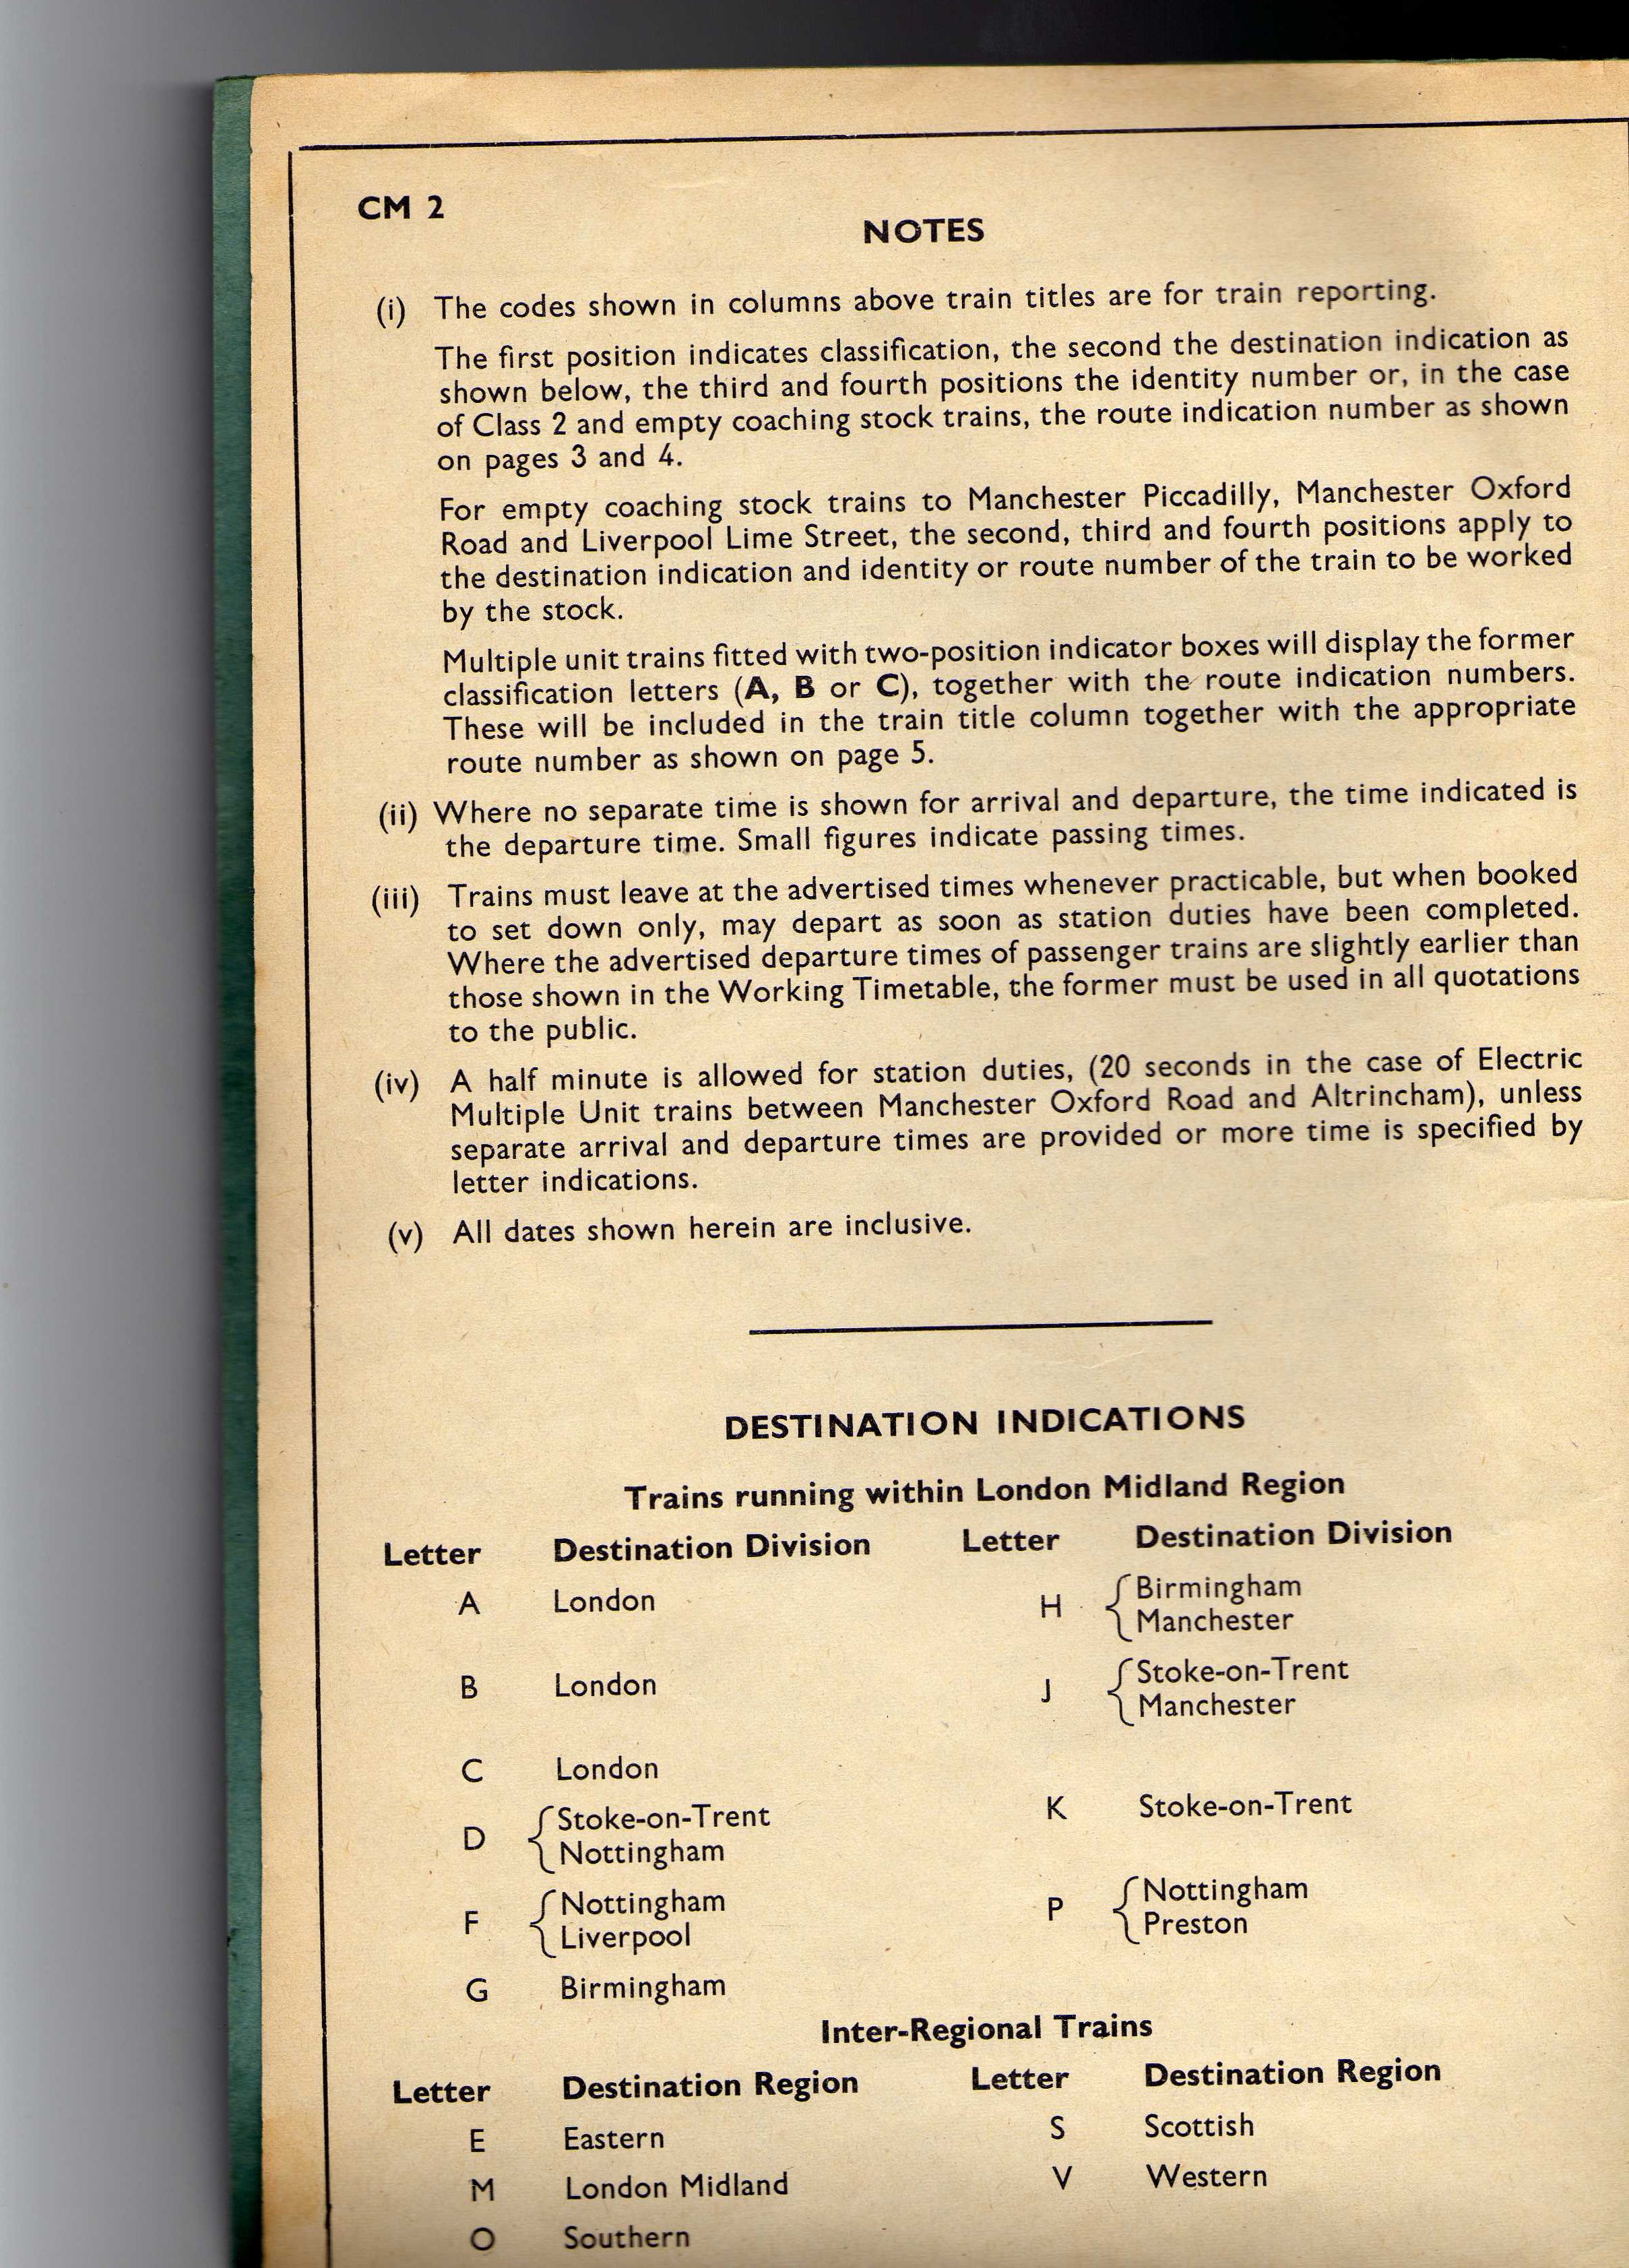 CM 2
NOTES
(i) The codes shown in columns above train titles are for train reporting.
The first position indicates classification, the second the destination indication as
shown below, the third and fourth positions the identity number or, in the case
of Class 2 and empty coaching stock trains, the route indication number as shown
on pages 3 and 4.
For empty coaching stock trains to Manchester Piccadilly, Manchester Oxford
Road and Liverpool Lime Street, the second, third and fourth positions apply to
the destination indication and identity or route number of the train to be worked
by the stock.
Multiple unit trains fitted with two-position indicator boxes will display the former
classification letters (A, B or C), together with the route indication numbers.
These will be included in the train title column together with the appropriate
route number as shown on page 5.
(ii) Where no separate time is shown for arrival and departure, the time indicated is
the departure time. Small figures indicate passing times.
(iii) Trains must leave at the advertised times whenever practicable, but when booked
to set down only, may depart as soon as station duties have been completed.
Where the advertised departure times of passenger trains are slightly earlier than
those shown in the Working Timetable, the former must be used in all quotations
to the public.
(iv) A half minute is allowed for station duties, (20 seconds in the case of Electric
Multiple Unit trains between Manchester Oxford Road and Altrincham), unless
separate arrival and departure times are provided or more time is specified by
letter indications.
(v) All dates shown herein are inclusive.
DESTINATION INDICATIONS
Trains running within London Midland Region
Letter Destination Division Letter Destination Division
A London H Birmingham
Manchester
B London J Stoke-on-Trent
Manchester
C London
K Stoke-on-Trent
D Stoke-on-Trent
Nottingham
F Nottingham
Liverpool
P Nottingham
Preston
G Birmingham
Inter-Regional Trains
Letter Destination Region Letter Destination Region
E Eastern S Scottish
M London Midland V Western
O Southern